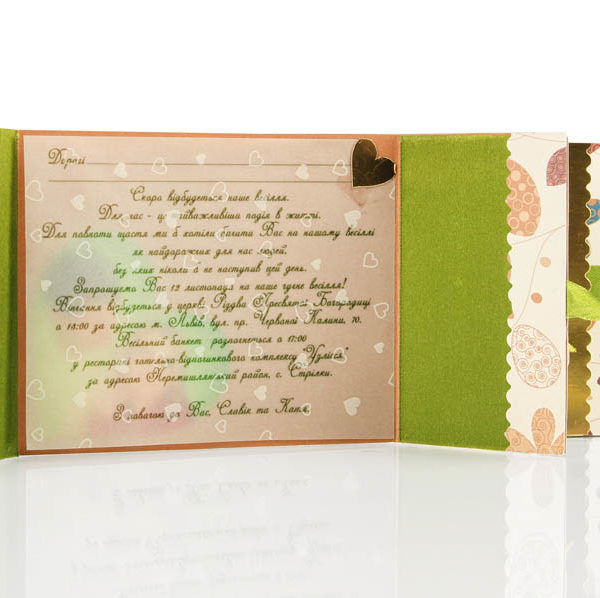 Дорогі
Скоро відбудеться наше весілля.
Для нас - це найважливіша подія в житті.
Для повноти щастя ми б хотіли бачити Вас на нашому весіллі
як найдорожчих для нас людей,
без яких ніколи б не наступив цей день.
Запрошуємо Вас 12 листопада на наше чудне весілля!
Вінчання відбудеться у церкві Різдва Пресвятої Богородиці
о 13:00 за адресою м. Львів, вул. пр. Червоної Калини, 70.
Весільний банкет розпочнеться о 17:00
у ресторані готельно-відпочинкового комплексу "Узлісся"
за адресою Перемишлянський район, с. Стрілки.
З повагою до Вас, Славік та Катя.